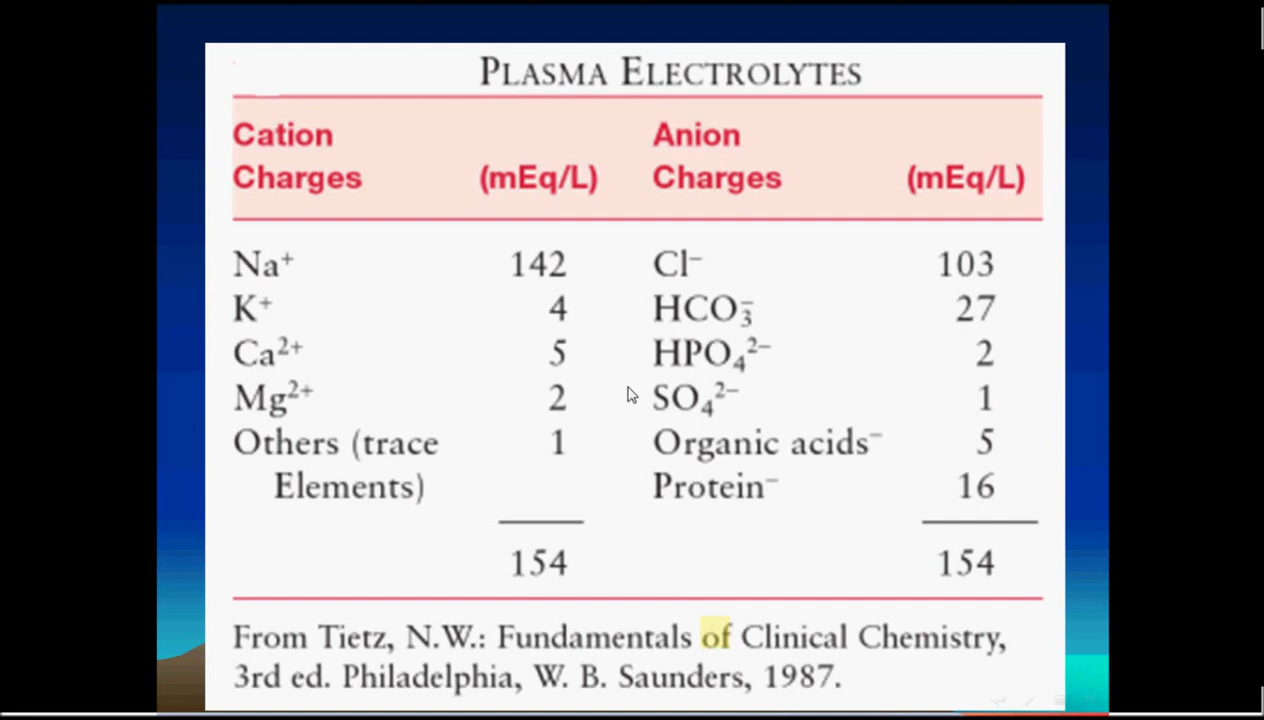 PLASMA ELECTROLYTES
Cation Anion
Charges (mEq/L) Charges (mEq/L)
Na⁺ 142 Cl⁻ 103
K⁺ 4 HCO₃⁻ 27
Ca²⁺ 5 HPO₄²⁻ 2
Mg²⁺ 2 SO₄²⁻ 1
Others (trace 1 Organic acids⁻ 5
Elements) Protein⁻ 16
154 154
From Tietz, N.W.: Fundamentals of Clinical Chemistry,
3rd ed. Philadelphia, W. B. Saunders, 1987.